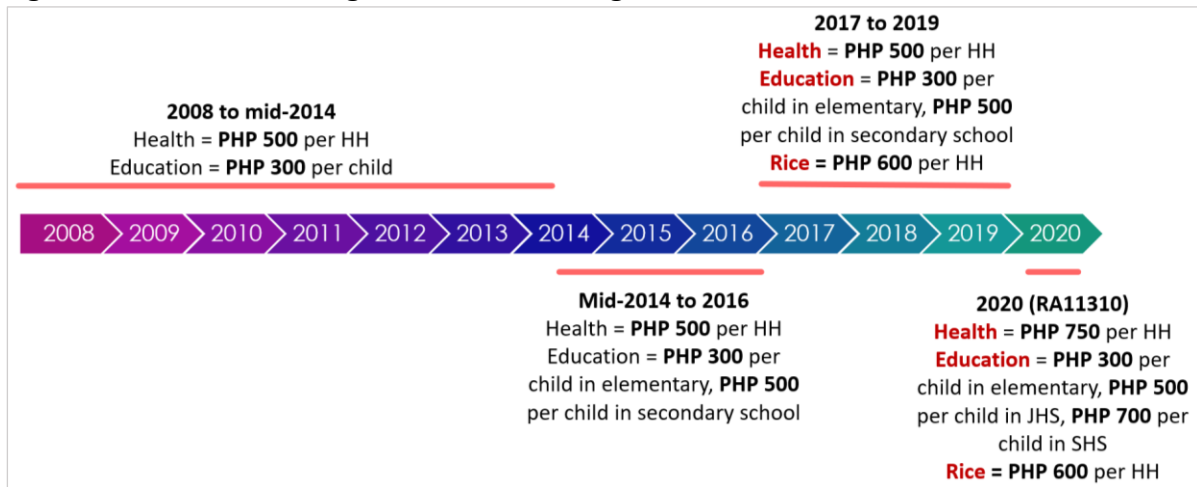 2008 to mid-2014
Health = PHP 500 per HH
Education = PHP 300 per child
2017 to 2019
Health = PHP 500 per HH
Education = PHP 300 per
child in elementary, PHP 500
per child in secondary school
Rice = PHP 600 per HH
2008
2009
2010
2011
2012
2013
2014
2015
2016
2017
2018
2019
2020
Mid-2014 to 2016
Health = PHP 500 per HH
Education = PHP 300 per
child in elementary, PHP 500
per child in secondary school
2020 (RA11310)
Health = PHP 750 per HH
Education = PHP 300 per
child in elementary, PHP 500
per child in JHS, PHP 700 per
child in SHS
Rice = PHP 600 per HH